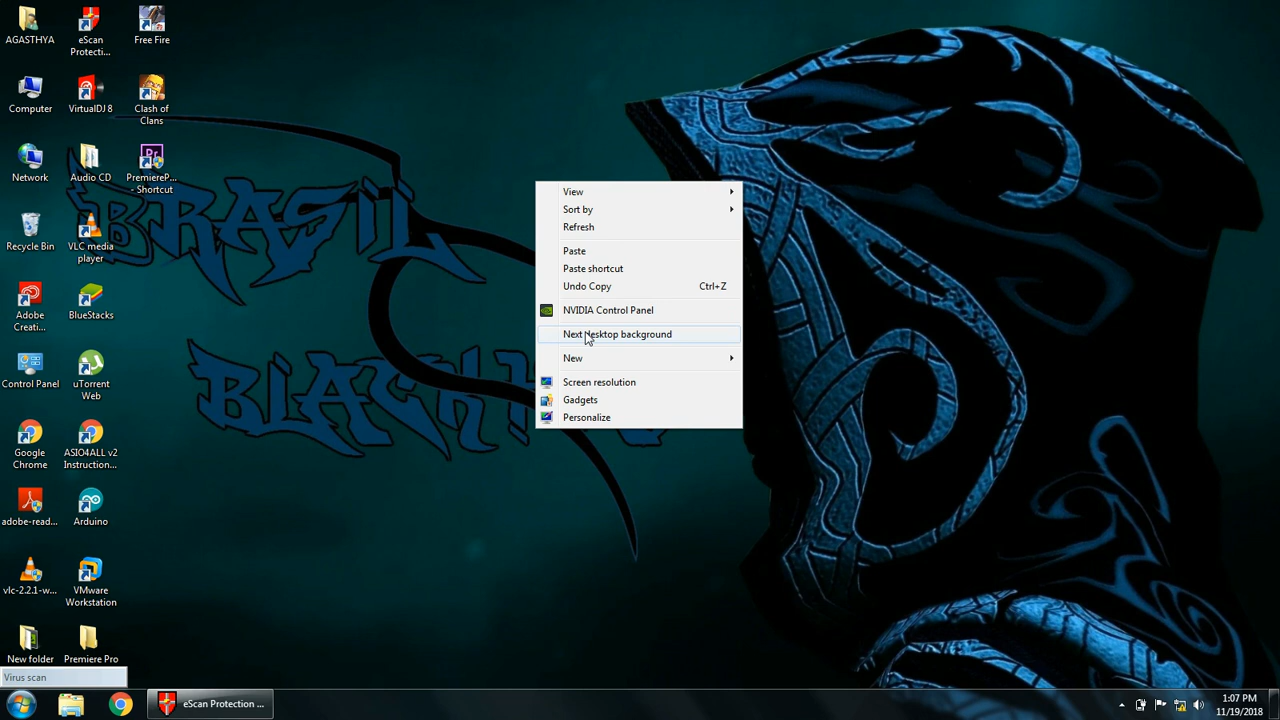 AGASTHYA
eScan
Protecti...
Free Fire
Computer
VirtualDJ 8
Clash of
Clans
Network
Audio CD
PremiereP...
- Shortcut
Recycle Bin
VLC media
player
Adobe
Creati...
BlueStacks
Control Panel
uTorrent
Web
Google
Chrome
ASIO4ALL v2
Instruction...
adobe-read...
Arduino
vlc-2.2.1-w...
VMware
Workstation
New folder
Premiere Pro
Virus scan
BRASIL
View
Sort by
Refresh
Paste
Paste shortcut
Undo Copy Ctrl+Z
NVIDIA Control Panel
Next desktop background
New
Screen resolution
Gadgets
Personalize
eScan Protection ...
1:07 PM
11/19/2018